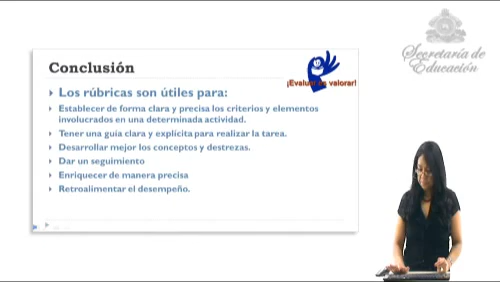 Secretaría de
Educación
¡Evaluar es valorar!
Conclusión
Los rúbricas son útiles para:
Establecer de forma clara y precisa los criterios y elementos
involucrados en una determinada actividad.
Tener una guía clara y explícita para realizar la tarea.
Desarrollar mejor los conceptos y destrezas.
Dar un seguimiento
Enriquecer de manera precisa
Retroalimentar el desempeño.